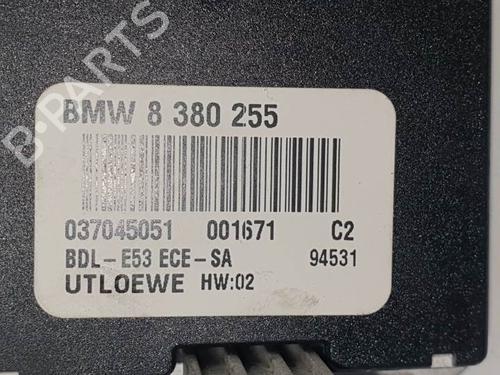 B-PARTS
BMW 8 380 255
037045051 001671 C2
BDL-E53 ECE-SA 94531
UTLOEWE HW:02